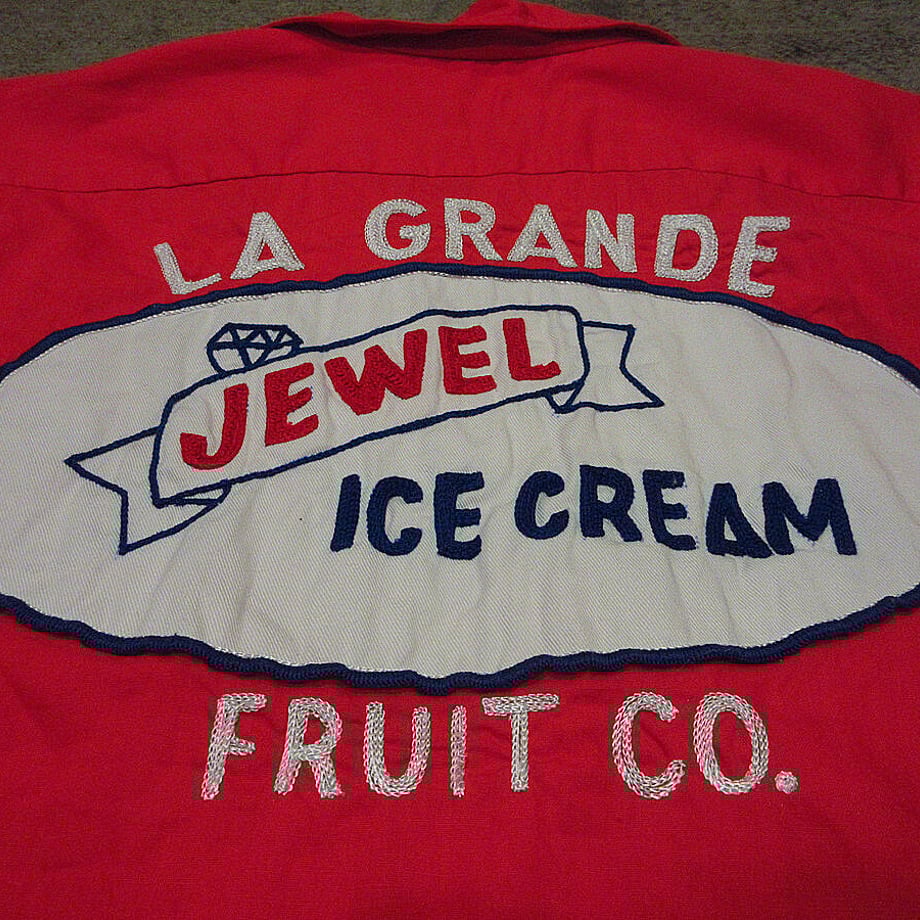 LA GRANDE
JEWEL
ICE CREAM
FRUIT CO.